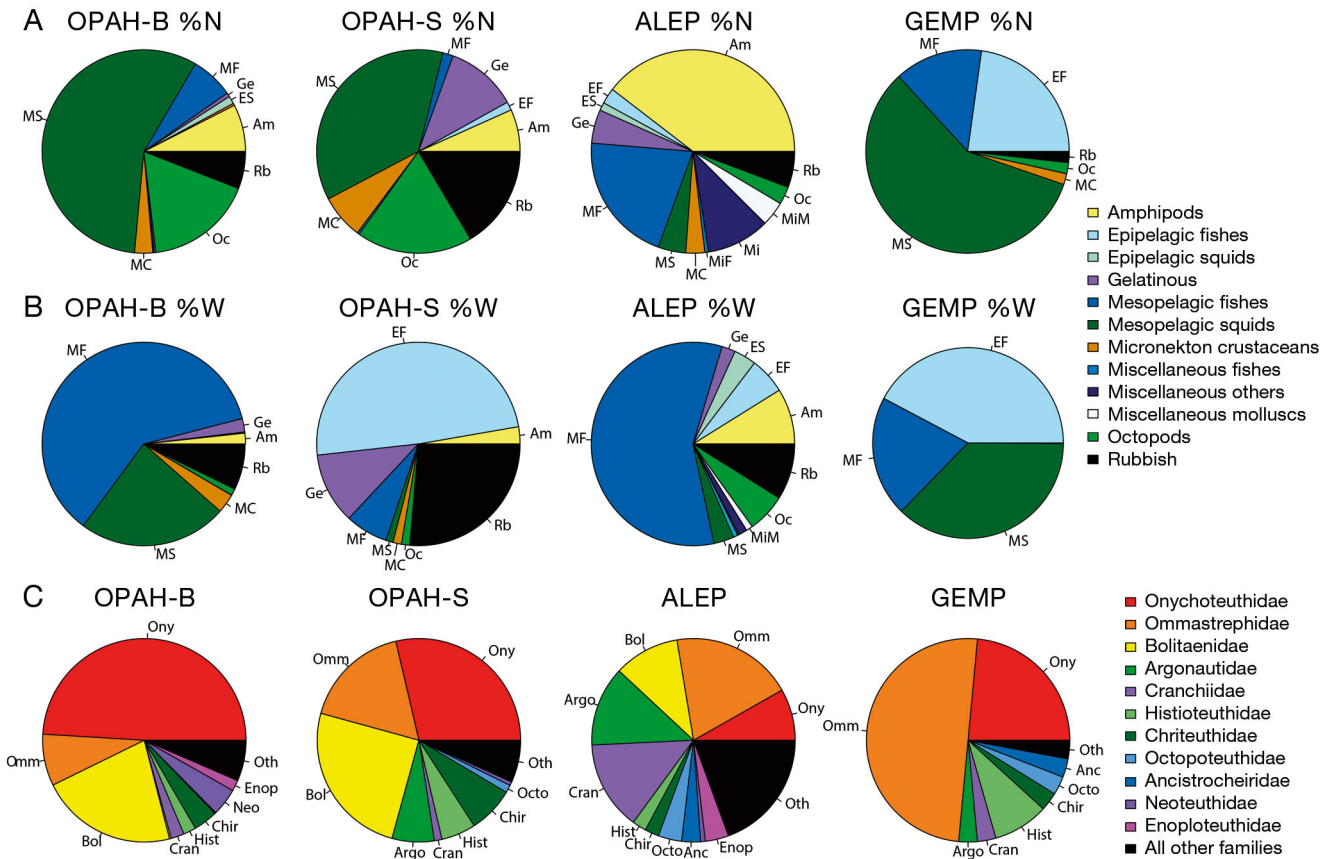 A
OPAH-B %N
OPAH-S %N
ALEP %N
GEMP %N
MS
MF
Ge
ES
Am
Rb
Oc
MC
MS
MF
Ge
EF
Am
Rb
Oc
MC
Am
EF
ES
Ge
MF
MS
MC
MiF
Mi
MiM
Oc
Rb
MF
EF
Rb
Oc
MC
MS
Amphipods
Epipelagic fishes
Epipelagic squids
Gelatinous
Mesopelagic fishes
Mesopelagic squids
Micronekton crustaceans
Miscellaneous fishes
Miscellaneous others
Miscellaneous molluscs
Octopods
Rubbish
B
OPAH-B %W
OPAH-S %W
ALEP %W
GEMP %W
MF
Ge
Am
Rb
MC
MS
EF
Am
Rb
Oc
MC
MS
MF
Ge
Ge
ES
EF
Am
Rb
Oc
MiM
MS
MF
EF
MF
MS
C
OPAH-B
OPAH-S
ALEP
GEMP
Ony
Omm
Bol
Cran
Hist
Chir
Neo
Enop
Oth
Omm
Ony
Bol
Argo
Cran
Hist
Chir
Octo
Oth
Bol
Omm
Ony
Argo
Cran
Hist
Chir
Octo
Anc
Enop
Oth
Ony
Omm
Oth
Anc
Octo
Chir
Hist
Cran
Argo
Onychoteuthidae
Ommastrephidae
Bolitaenidae
Argonautidae
Cranchiidae
Histioteuthidae
Chriteuthidae
Octopoteuthidae
Ancistrocheiridae
Neoteuthidae
Enoploteuthidae
All other families